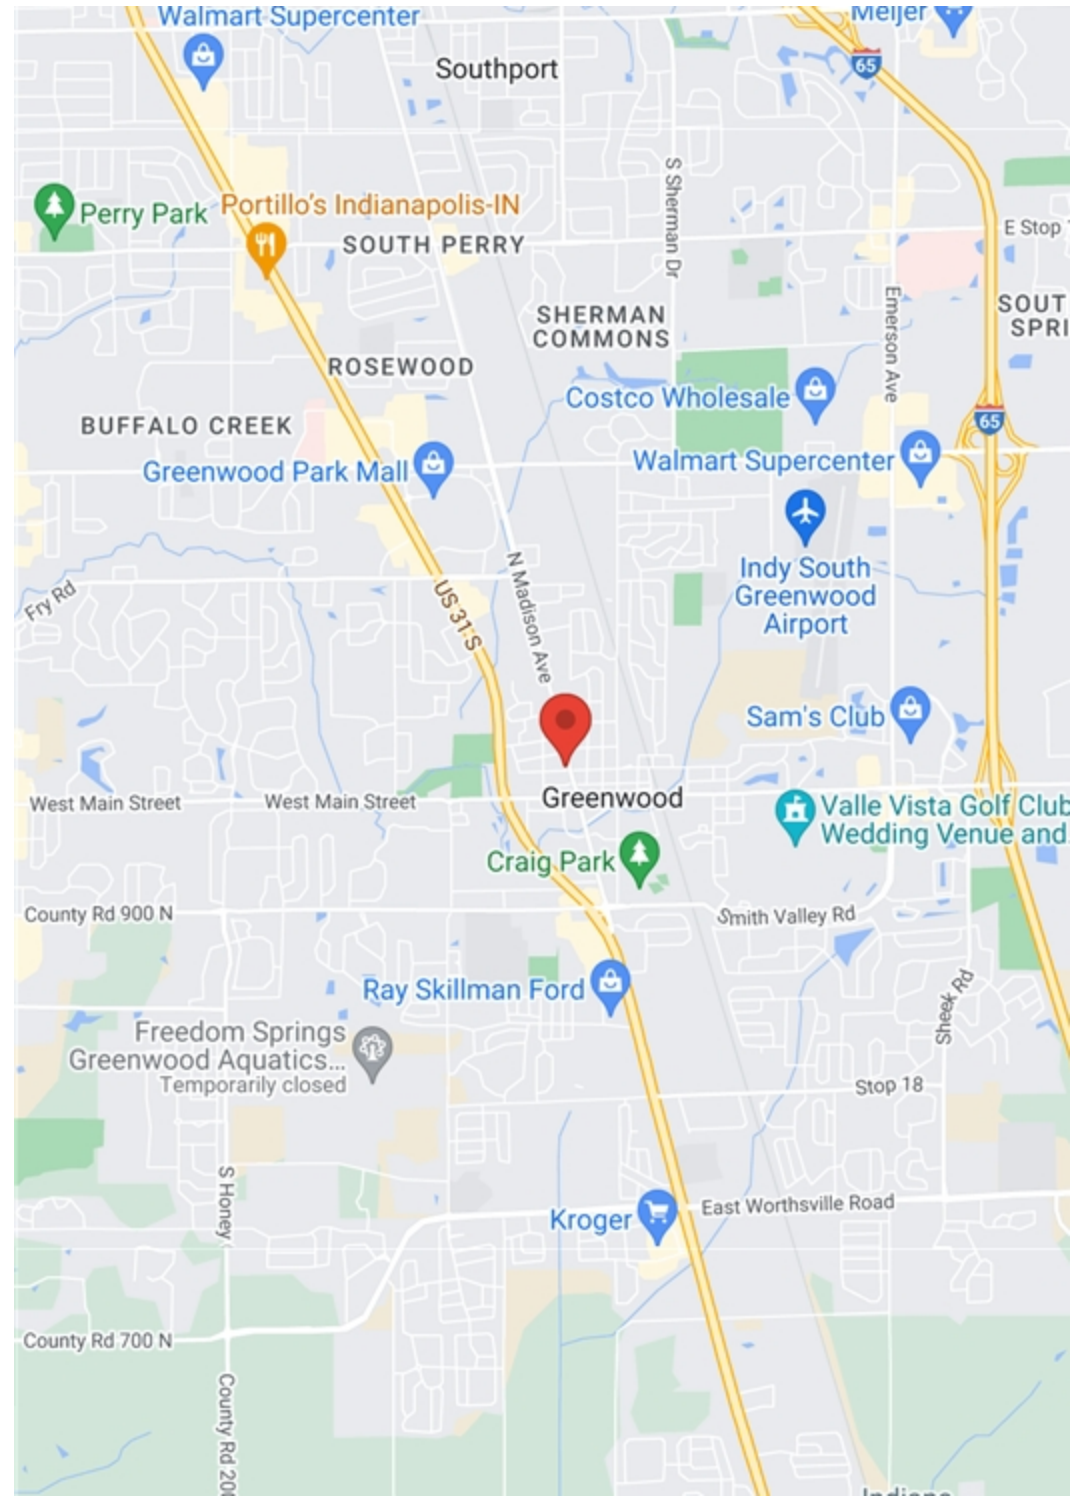 Walmart Supercenter
Meijer
Southport
65
S Sherman Dr
Perry Park
Portillo's Indianapolis-IN
SOUTH PERRY
E Stop
Emerson Ave
SHERMAN
COMMONS
SOUT
SPRI
ROSEWOOD
Costco Wholesale
65
BUFFALO CREEK
Greenwood Park Mall
Walmart Supercenter
Indy South
Greenwood
Airport
Fry Rd
US 31 S
N Madison Ave
Sam's Club
West Main Street
West Main Street
Greenwood
Valle Vista Golf Club
Wedding Venue and
Craig Park
County Rd 900 N
Smith Valley Rd
Ray Skillman Ford
Sheek Rd
Freedom Springs
Greenwood Aquatics...
Temporarily closed
Stop 18
S Honey
Kroger
East Worthsville Road
County Rd 700 N
County Rd 200